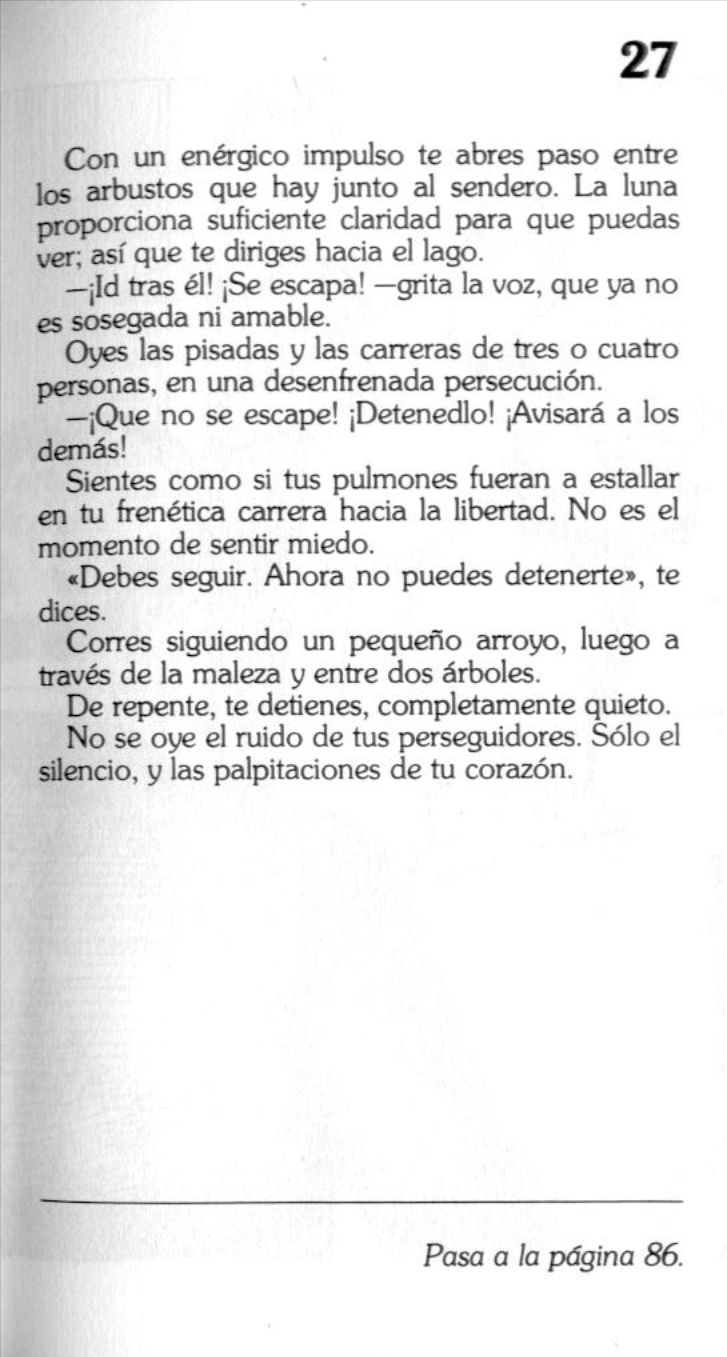 27
Con un enérgico impulso te abres paso entre
los arbustos que hay junto al sendero. La luna
proporciona suficiente claridad para que puedas
ver; así que te diriges hacia el lago.
—¡Id tras él! ¡Se escapa! —grita la voz, que ya no
es sosegada ni amable.
Oyes las pisadas y las carreras de tres o cuatro
personas, en una desenfrenada persecución.
—¡Que no se escape! ¡Detenedlo! ¡Avisará a los
demás!
Sientes como si tus pulmones fueran a estallar
en tu frenética carrera hacia la libertad. No es el
momento de sentir miedo.
«Debes seguir. Ahora no puedes detenerte», te
dices.
Corres siguiendo un pequeño arroyo, luego a
través de la maleza y entre dos árboles.
De repente, te detienes, completamente quieto.
No se oye el ruido de tus perseguidores. Sólo el
silencio, y las palpitaciones de tu corazón.
Pasa a la página 86.